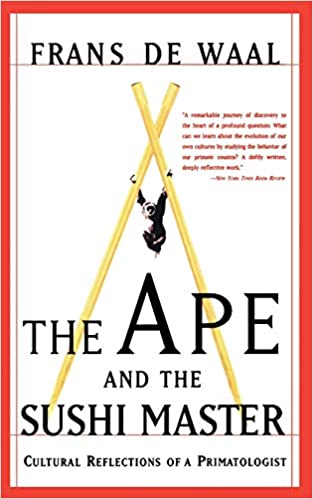 FRANS DE WAAL
"A remarkable journey of discovery to
the heart of a profound question: What
can we learn about the evolution of our
own cultures by studying the behavior of
our primate cousins? A deftly written,
deeply reflective work."
—NEW YORK TIMES BOOK REVIEW
THE APE
AND THE
SUSHI MASTER
CULTURAL REFLECTIONS OF A PRIMATOLOGIST